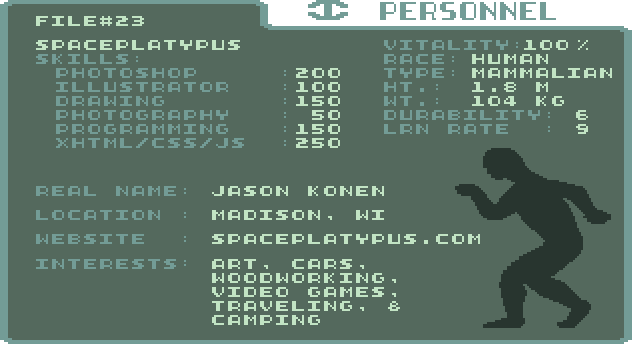 PERSONNEL
FILE#23
SPACEPLATYPUS
SKILLS:
PHOTOSHOP :200
ILLUSTRATOR :100
DRAWING :150
PHOTOGRAPHY : 50
PROGRAMMING :150
XHTML/CSS/JS :250
VITALITY:100%
RACE: HUMAN
TYPE: MAMMALIAN
HT.: 1.8 M
WT.: 104 KG
DURABILITY: 6
LRN RATE : 9
REAL NAME: JASON KONEN
LOCATION : MADISON, WI
WEBSITE : SPACEPLATYPUS.COM
INTERESTS: ART, CARS,
WOODWORKING,
VIDEO GAMES,
TRAVELING, &
CAMPING